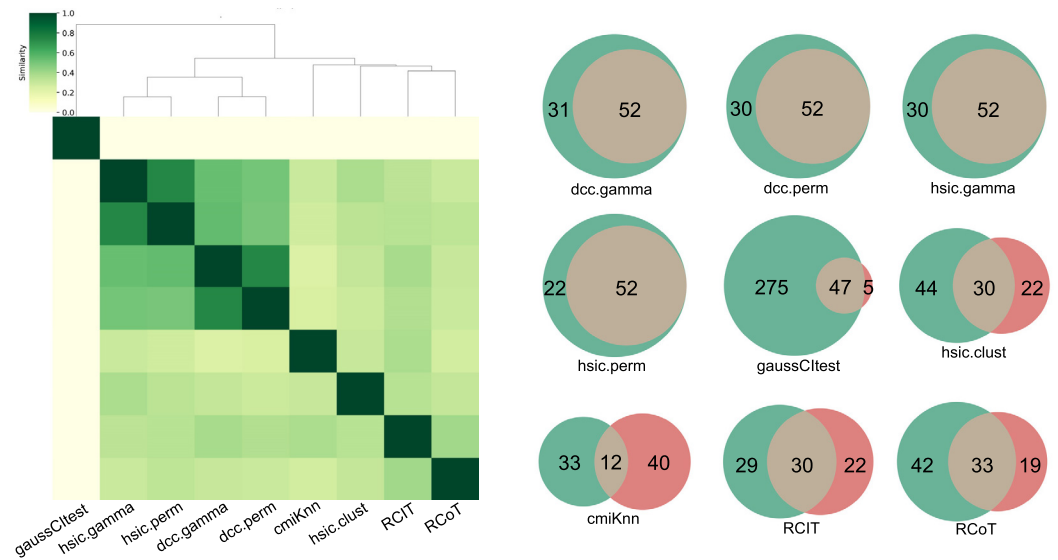 1.0
0.8
0.6
0.4
0.2
0.0
Similarity
gaussCItest
hsic.gamma
hsic.perm
dcc.gamma
dcc.perm
cmiKnn
hsic.clust
RCIT
RCoT
31 52
dcc.gamma
30 52
dcc.perm
30 52
hsic.gamma
22 52
hsic.perm
275 47 5
gaussCItest
44 30 22
hsic.clust
33 12 40
cmiKnn
29 30 22
RCIT
42 33 19
RCoT